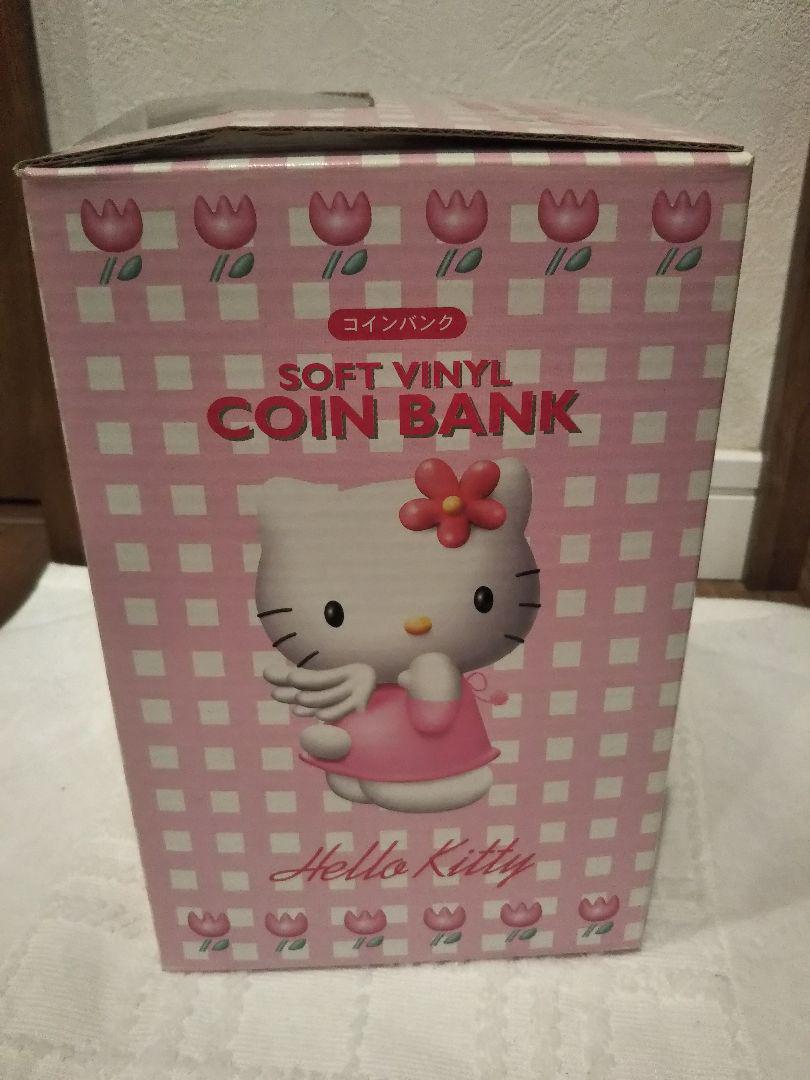 コインバンク
SOFT VINYL
COIN BANK
Hello Kitty